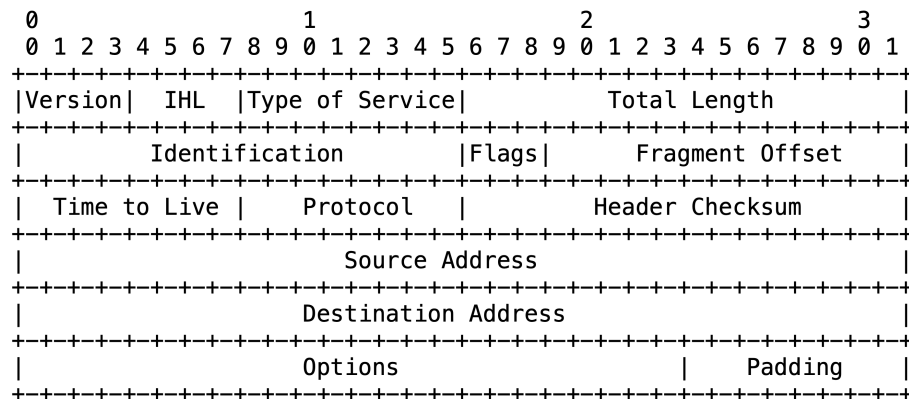 0                   1                   2                   3
 0 1 2 3 4 5 6 7 8 9 0 1 2 3 4 5 6 7 8 9 0 1 2 3 4 5 6 7 8 9 0 1
+-+-+-+-+-+-+-+-+-+-+-+-+-+-+-+-+-+-+-+-+-+-+-+-+-+-+-+-+-+-+-+-+
|Version|  IHL  |Type of Service|          Total Length         |
+-+-+-+-+-+-+-+-+-+-+-+-+-+-+-+-+-+-+-+-+-+-+-+-+-+-+-+-+-+-+-+-+
|         Identification        |Flags|      Fragment Offset    |
+-+-+-+-+-+-+-+-+-+-+-+-+-+-+-+-+-+-+-+-+-+-+-+-+-+-+-+-+-+-+-+-+
|  Time to Live |    Protocol   |         Header Checksum       |
+-+-+-+-+-+-+-+-+-+-+-+-+-+-+-+-+-+-+-+-+-+-+-+-+-+-+-+-+-+-+-+-+
|                       Source Address                          |
+-+-+-+-+-+-+-+-+-+-+-+-+-+-+-+-+-+-+-+-+-+-+-+-+-+-+-+-+-+-+-+-+
|                    Destination Address                        |
+-+-+-+-+-+-+-+-+-+-+-+-+-+-+-+-+-+-+-+-+-+-+-+-+-+-+-+-+-+-+-+-+
|                    Options                    |    Padding    |
+-+-+-+-+-+-+-+-+-+-+-+-+-+-+-+-+-+-+-+-+-+-+-+-+-+-+-+-+-+-+-+-+